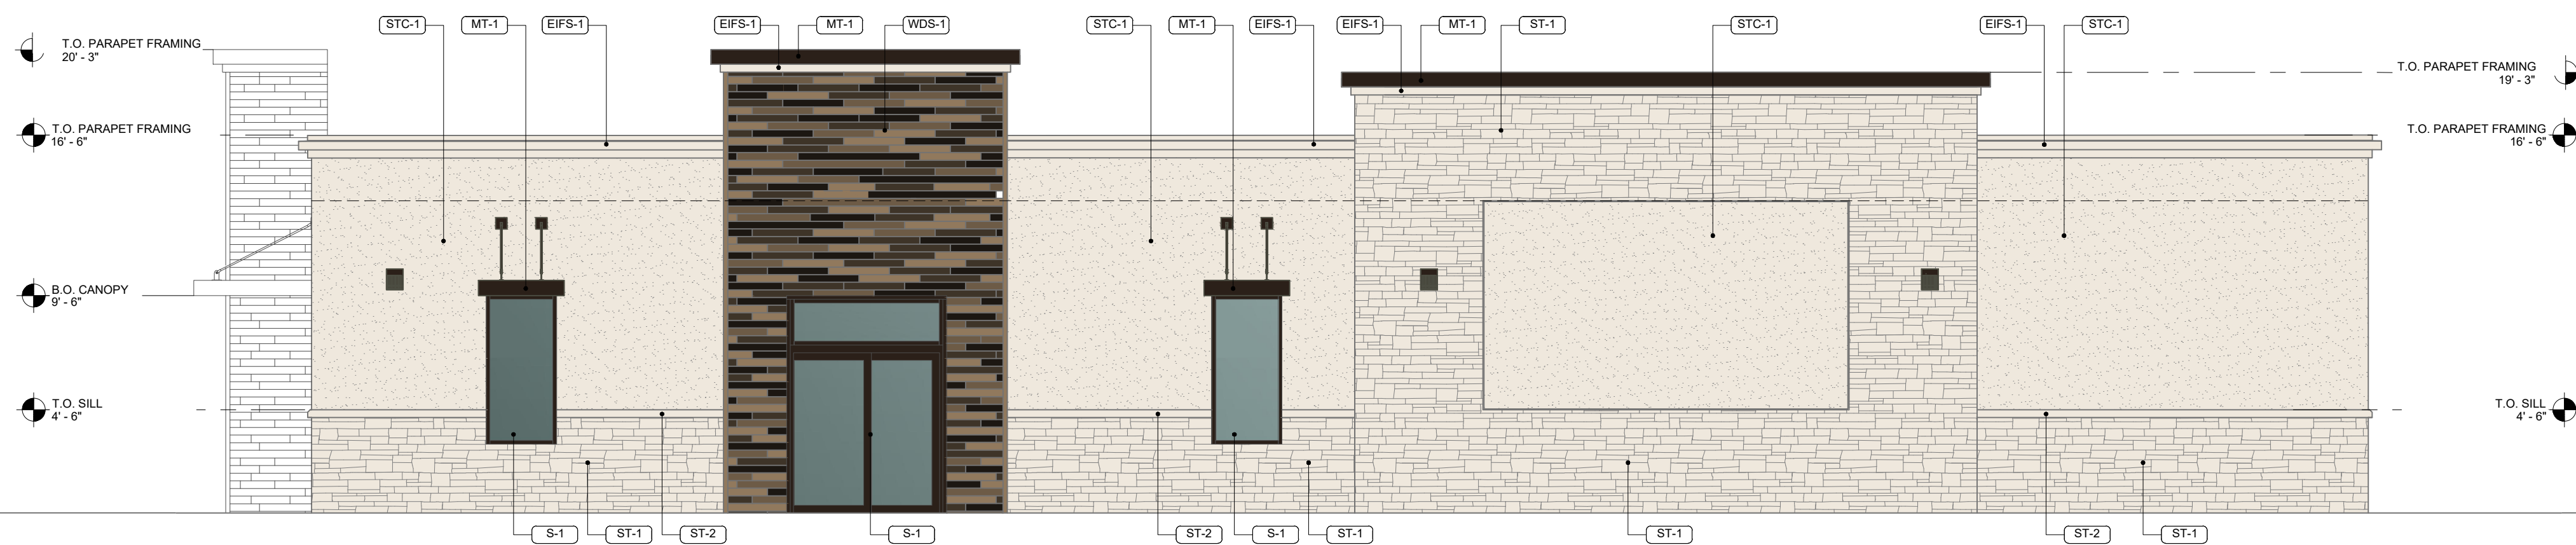 STC-1 MT-1 EIFS-1 EIFS-1 MT-1 WDS-1 STC-1 MT-1 EIFS-1 EIFS-1 MT-1 ST-1 STC-1 EIFS-1 STC-1
T.O. PARAPET FRAMING
20' - 3"
T.O. PARAPET FRAMING
19' - 3"
T.O. PARAPET FRAMING
16' - 6"
T.O. PARAPET FRAMING
16' - 6"
B.O. CANOPY
9' - 6"
T.O. SILL
4' - 6"
T.O. SILL
4' - 6"
S-1 ST-1 ST-2 S-1 ST-2 S-1 ST-1 ST-1 ST-2 ST-1